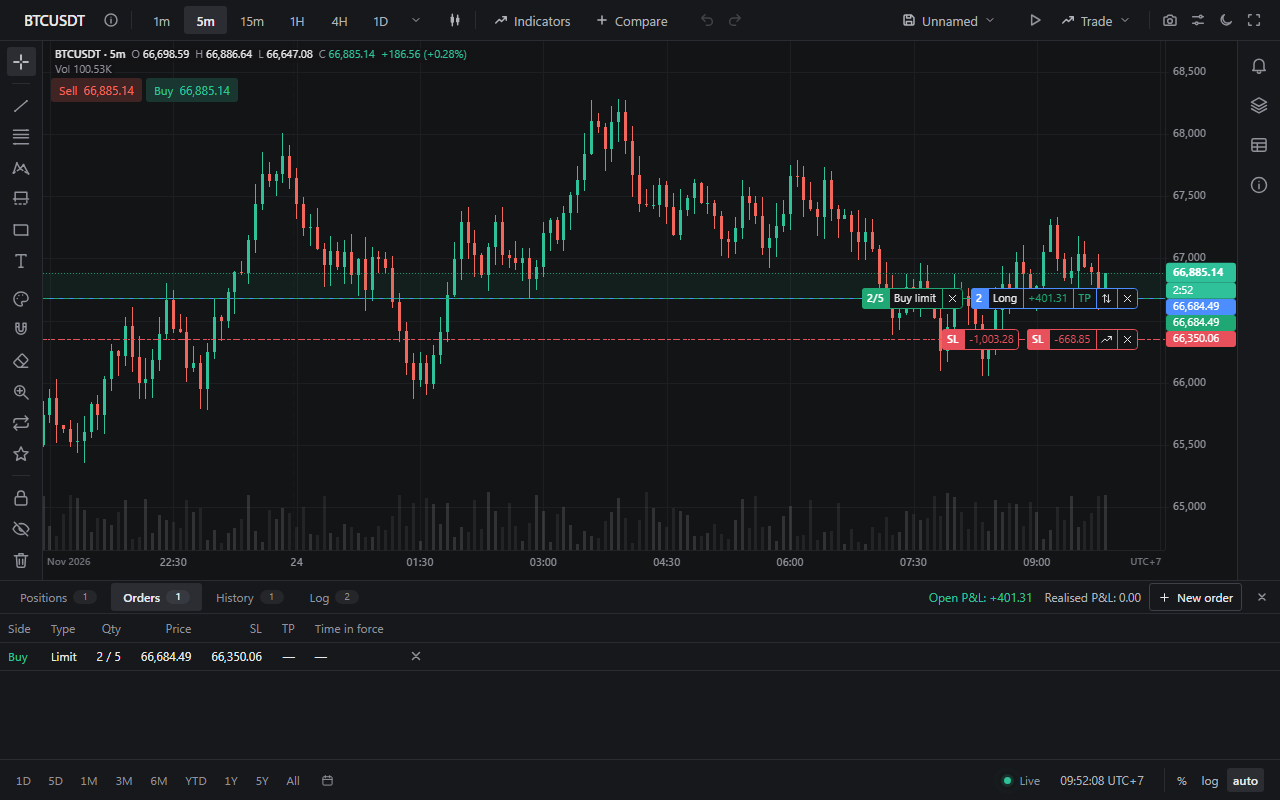 BTCUSDT 1m 5m 15m 1H 4H 1D Indicators Compare Unnamed Trade
BTCUSDT · 5m O 66,698.59 H 66,886.64 L 66,647.08 C 66,885.14 +186.56 (+0.28%)
Vol 100.53K
Sell 66,885.14 Buy 66,885.14
68,500
68,000
67,500
67,000
66,885.14
2:52
2/5 Buy limit 2 Long +401.31 TP
66,684.49
66,684.49
SL -1,003.28 SL -668.85 66,350.06
66,000
65,500
65,000
Nov 2026 22:30 24 01:30 03:00 04:30 06:00 07:30 09:00 UTC+7
Positions 1 Orders 1 History 1 Log 2 Open P&L: +401.31 Realised P&L: 0.00 New order
Side Type Qty Price SL TP Time in force
Buy Limit 2 / 5 66,684.49 66,350.06 — —
1D 5D 1M 3M 6M YTD 1Y 5Y All Live 09:52:08 UTC+7 % log auto